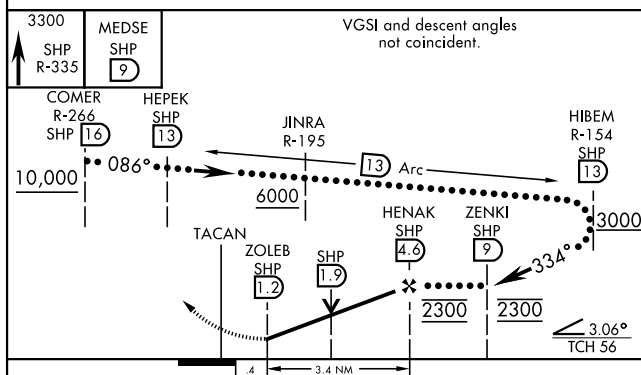 3300
SHP
R-335
MEDSE
SHP
9
VGSI and descent angles
not coincident.
COMER
R-266
SHP 16
HEPEK
SHP
13
JINRA
R-195
13 Arc
HIBEM
R-154
SHP
13
086°
10,000
6000
3000
HENAK
SHP
4.6
ZENKI
SHP
9
334°
TACAN
ZOLEB
SHP
1.2
SHP
1.9
2300
2300
3.06°
TCH 56
.4
3.4 NM